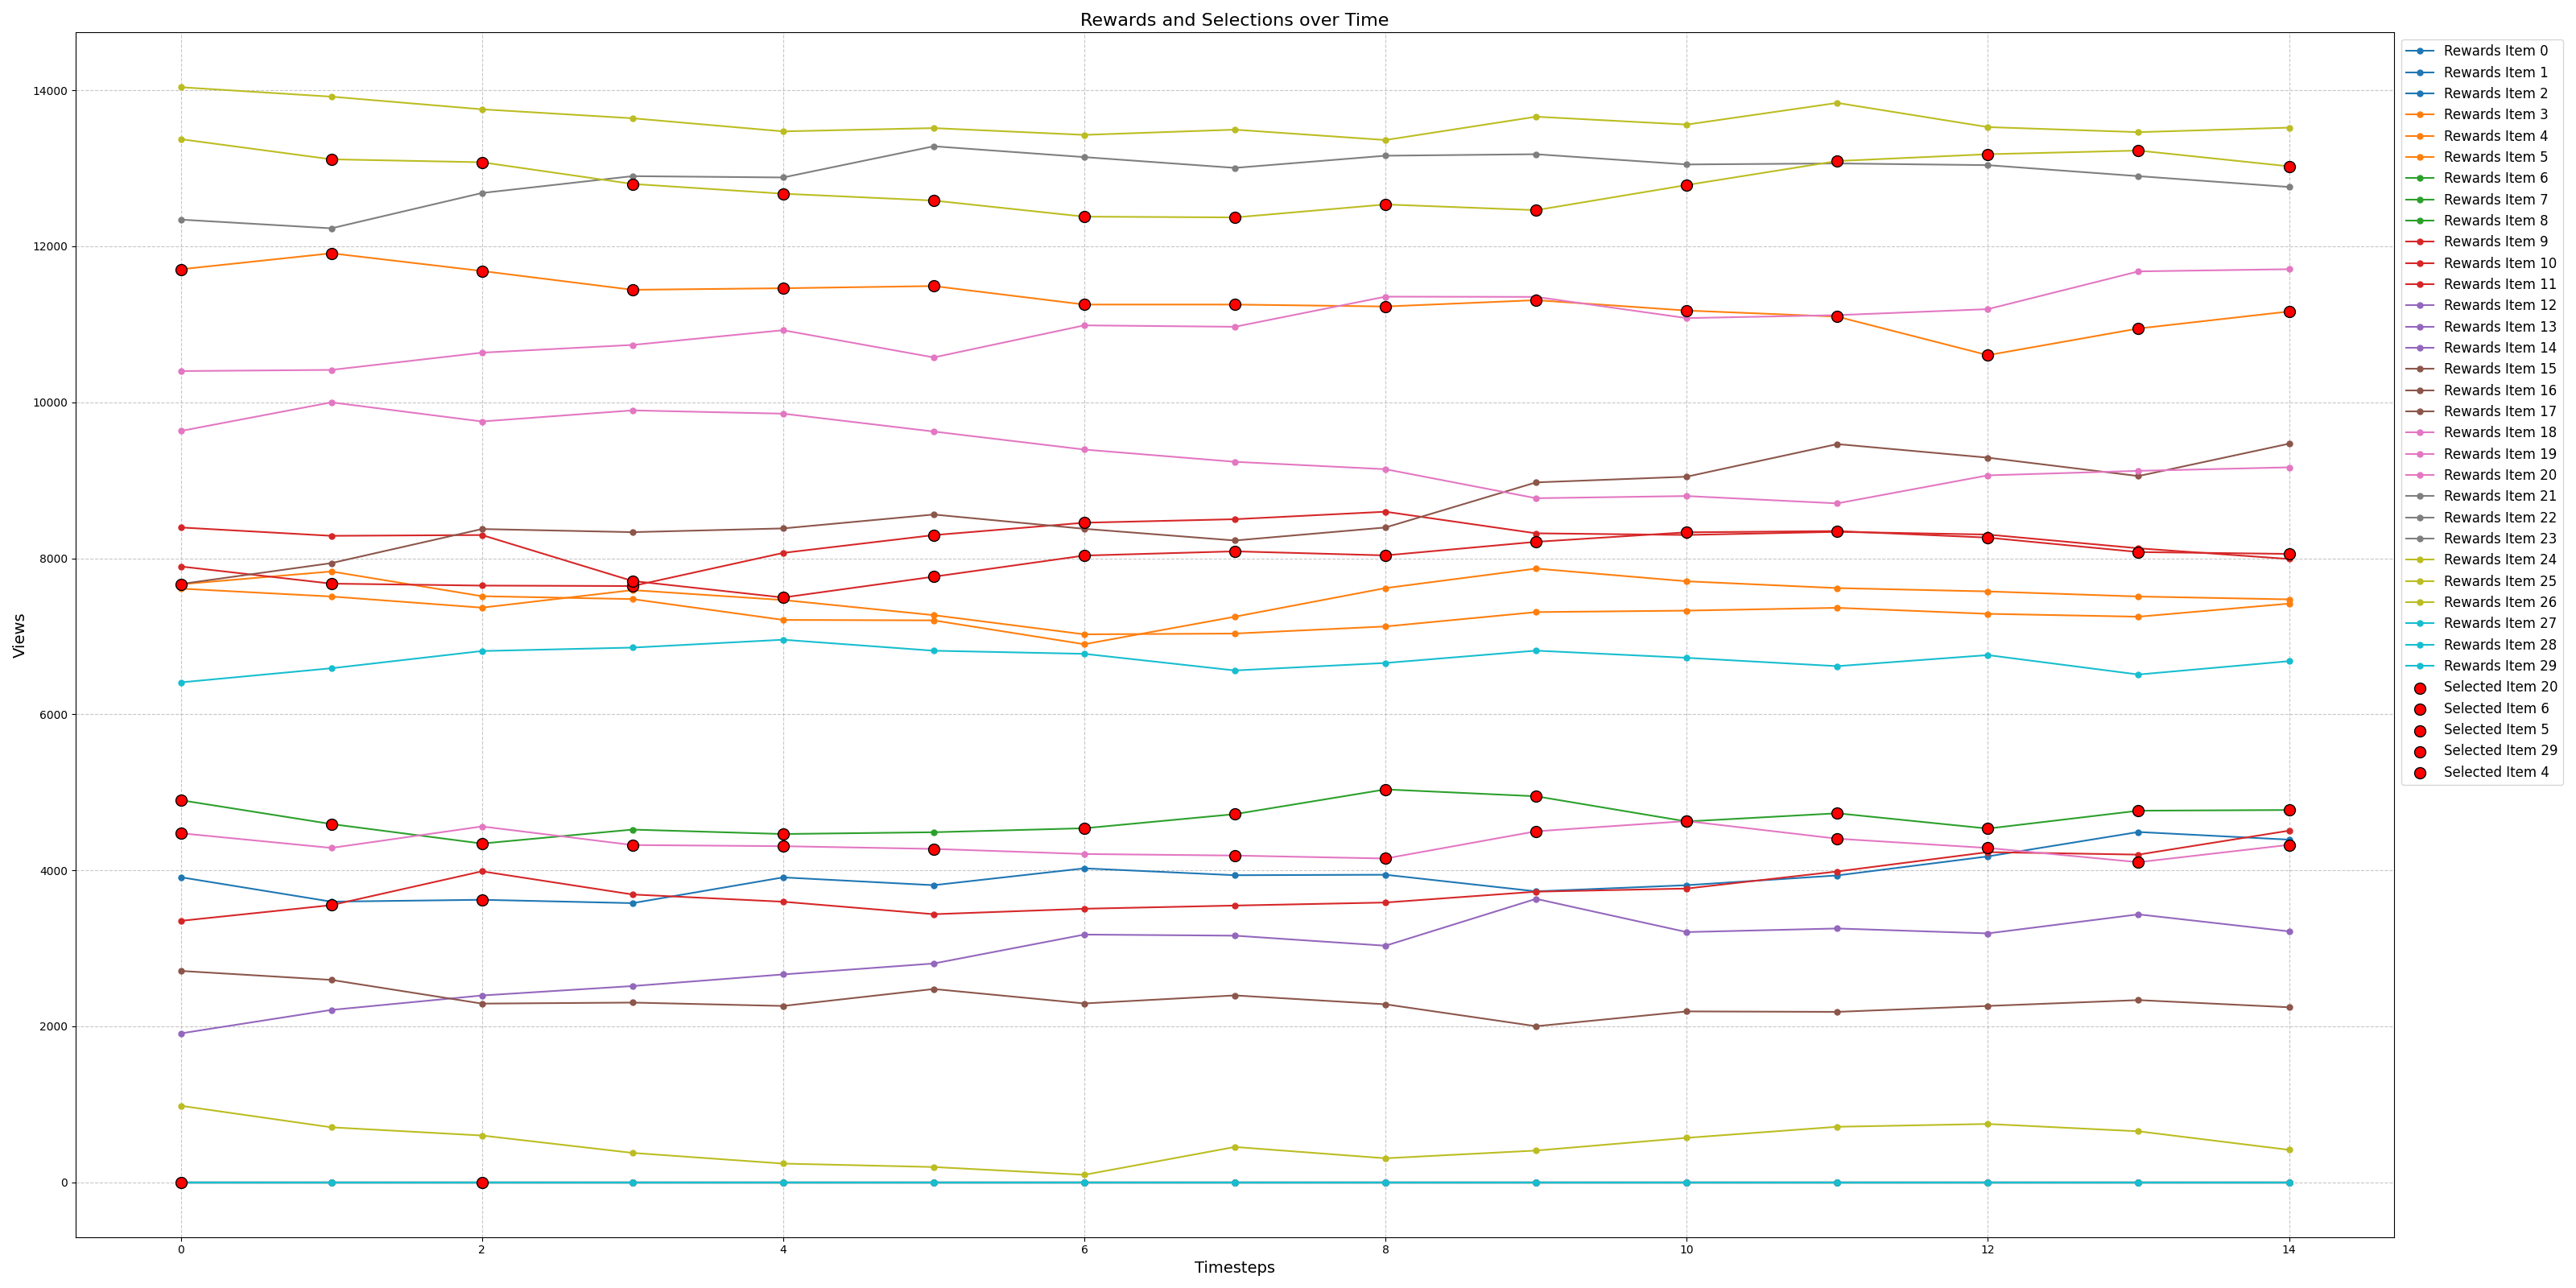 Rewards and Selections over Time
14000
12000
10000
8000
6000
4000
2000
0
Views
0 2 4 6 8 10 12 14
Timesteps
Rewards Item 0
Rewards Item 1
Rewards Item 2
Rewards Item 3
Rewards Item 4
Rewards Item 5
Rewards Item 6
Rewards Item 7
Rewards Item 8
Rewards Item 9
Rewards Item 10
Rewards Item 11
Rewards Item 12
Rewards Item 13
Rewards Item 14
Rewards Item 15
Rewards Item 16
Rewards Item 17
Rewards Item 18
Rewards Item 19
Rewards Item 20
Rewards Item 21
Rewards Item 22
Rewards Item 23
Rewards Item 24
Rewards Item 25
Rewards Item 26
Rewards Item 27
Rewards Item 28
Rewards Item 29
Selected Item 20
Selected Item 6
Selected Item 5
Selected Item 29
Selected Item 4